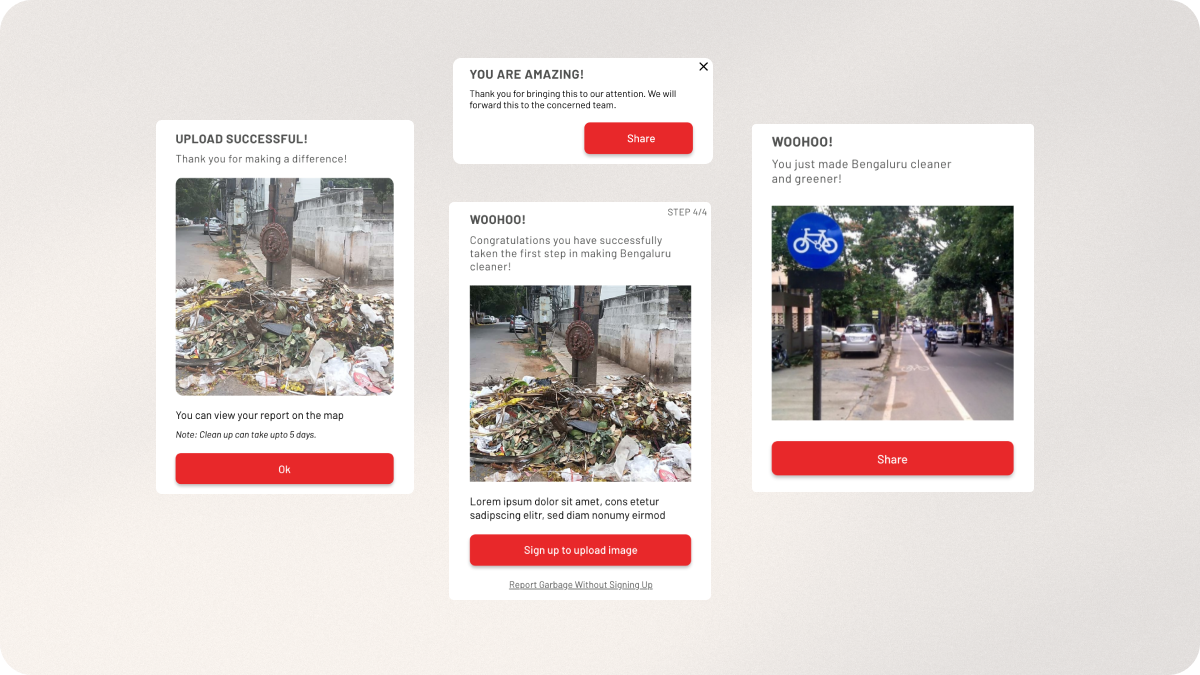 UPLOAD SUCCESSFUL!
Thank you for making a difference!
You can view your report on the map
Note: Clean up can take upto 5 days.
Ok
YOU ARE AMAZING!
Thank you for bringing this to our attention. We will
forward this to the concerned team.
Share
STEP 4/4
WOOHOO!
Congratulations you have successfully
taken the first step in making Bengaluru
cleaner!
Lorem ipsum dolor sit amet, cons etetur
sadipscing elitr, sed diam nonumy eirmod
Sign up to upload image
Report Garbage Without Signing Up
WOOHOO!
You just made Bengaluru cleaner
and greener!
Share